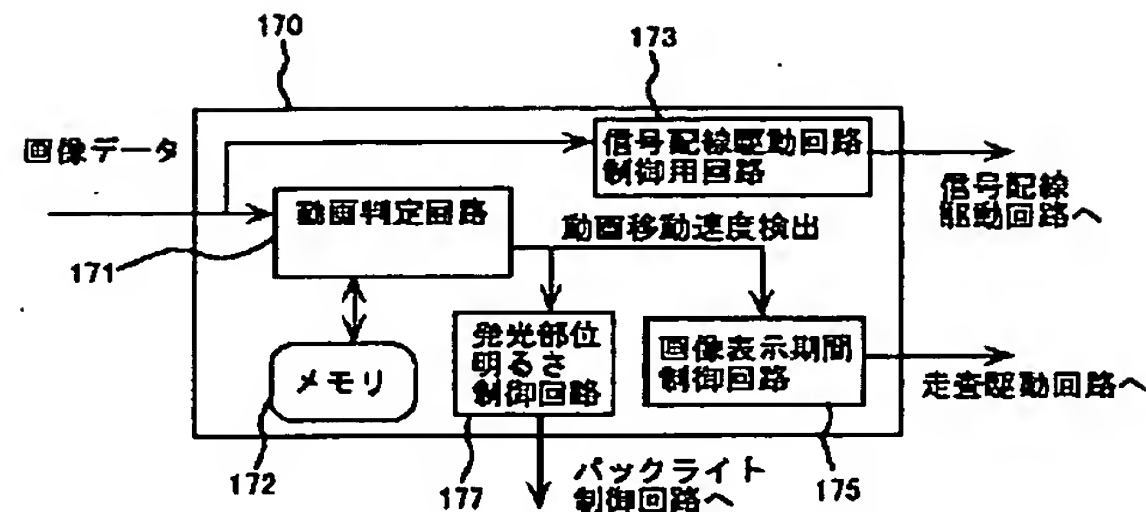 170
173
画像データ
信号配線駆動回路
制御用回路
信号配線
駆動回路へ
動画判定回路
動画移動速度検出
171
発光部位
明るさ
制御回路
画像表示期間
制御回路
走査駆動回路へ
メモリ
172
177
バックライト
制御回路へ
175